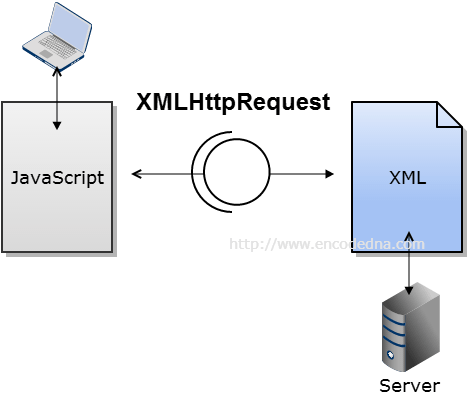 XMLHttpRequest
JavaScript
XML
http://www.encodedna.com
Server